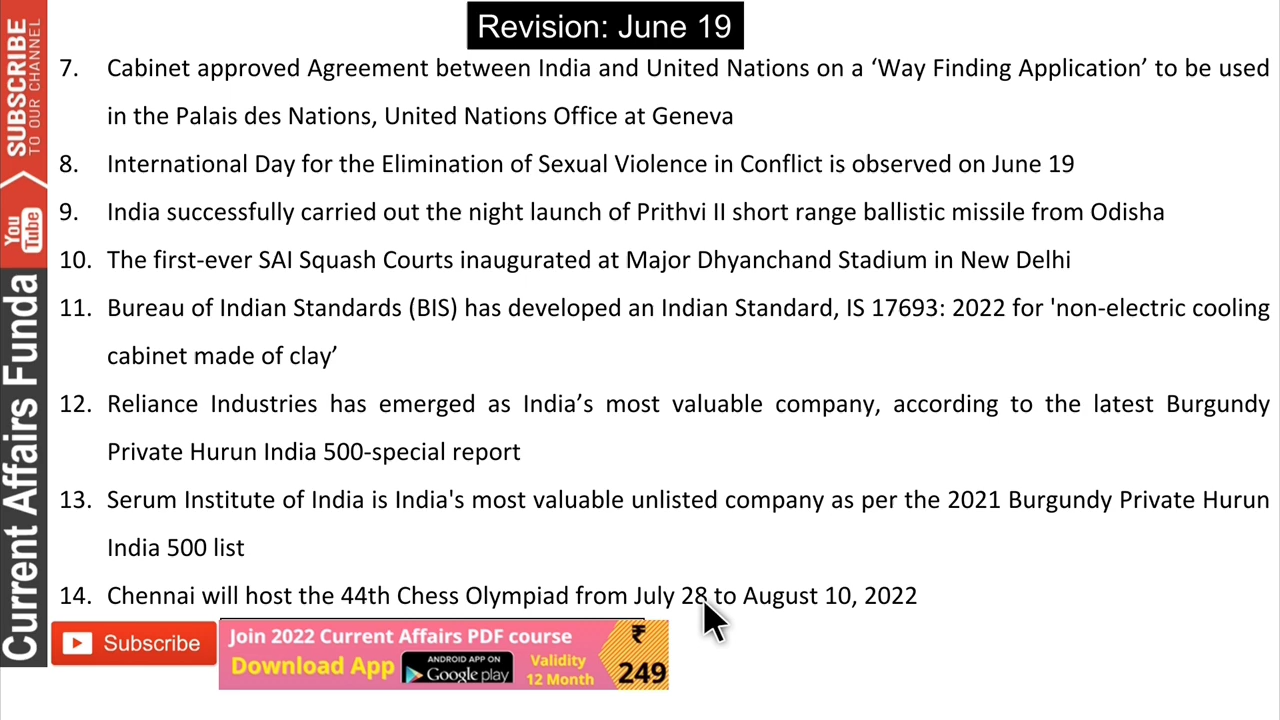 Revision: June 19
7. Cabinet approved Agreement between India and United Nations on a ‘Way Finding Application’ to be used
in the Palais des Nations, United Nations Office at Geneva
8. International Day for the Elimination of Sexual Violence in Conflict is observed on June 19
9. India successfully carried out the night launch of Prithvi II short range ballistic missile from Odisha
10. The first-ever SAI Squash Courts inaugurated at Major Dhyanchand Stadium in New Delhi
11. Bureau of Indian Standards (BIS) has developed an Indian Standard, IS 17693: 2022 for 'non-electric cooling
cabinet made of clay’
12. Reliance Industries has emerged as India’s most valuable company, according to the latest Burgundy
Private Hurun India 500-special report
13. Serum Institute of India is India's most valuable unlisted company as per the 2021 Burgundy Private Hurun
India 500 list
14. Chennai will host the 44th Chess Olympiad from July 28 to August 10, 2022
SUBSCRIBE
TO OUR CHANNEL
You
Tube
Current Affairs Funda
Subscribe
Join 2022 Current Affairs PDF course
Download App
ANDROID APP ON
Google play
Validity
12 Month
₹
249